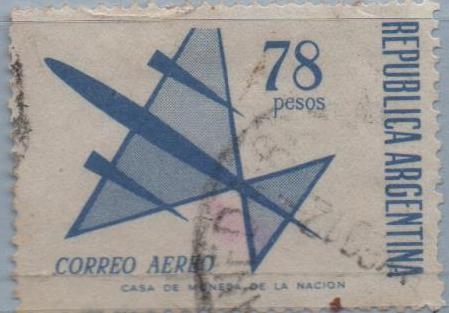 78
pesos
REPUBLICA ARGENTINA
CORREO AEREO
CASA DE MONEDA DE LA NACION